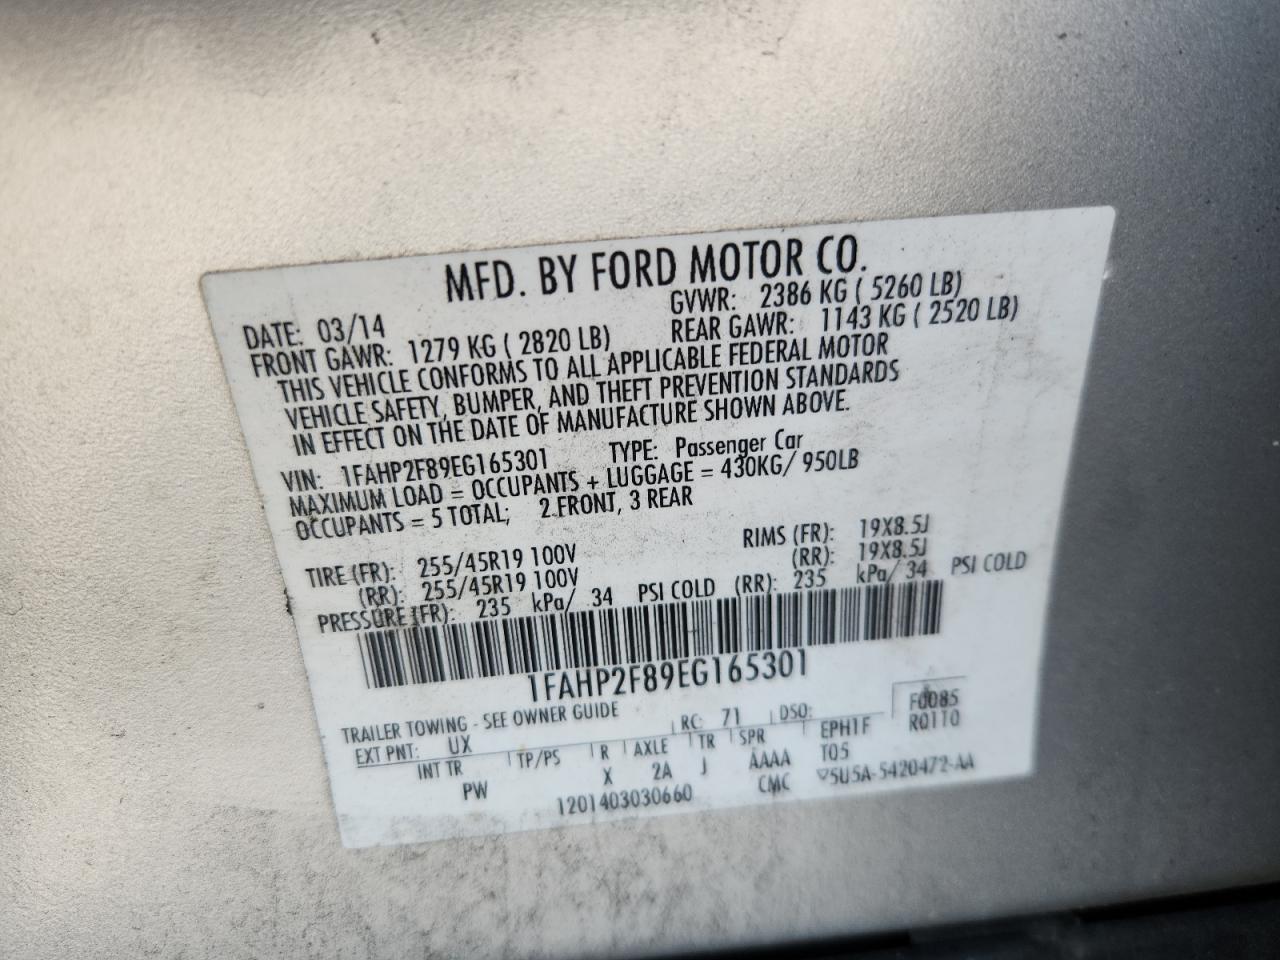 MFD. BY FORD MOTOR CO.
DATE: 03/14 GVWR: 2386 KG ( 5260 LB)
FRONT GAWR: 1279 KG ( 2820 LB) REAR GAWR: 1143 KG ( 2520 LB)
THIS VEHICLE CONFORMS TO ALL APPLICABLE FEDERAL MOTOR
VEHICLE SAFETY, BUMPER, AND THEFT PREVENTION STANDARDS
IN EFFECT ON THE DATE OF MANUFACTURE SHOWN ABOVE.
VIN: 1FAHP2F89EG165301 TYPE: Passenger Car
MAXIMUM LOAD = OCCUPANTS + LUGGAGE = 430KG/ 950LB
OCCUPANTS = 5 TOTAL; 2 FRONT, 3 REAR
TIRE (FR): 255/45R19 100V RIMS (FR): 19X8.5J
(RR): 255/45R19 100V (RR): 19X8.5J
PRESSURE (FR): 235 kPa/ 34 PSI COLD (RR): 235 kPa/ 34 PSI COLD
1FAHP2F89EG165301
TRAILER TOWING - SEE OWNER GUIDE
EXT PNT: UX RC: 71 DSO: F0085
INT TR TP/PS R AXLE TR SPR EPH1F R0110
PW X 2A J AAAA T05
1201403030660 CMC 5U5A-5420472-AA